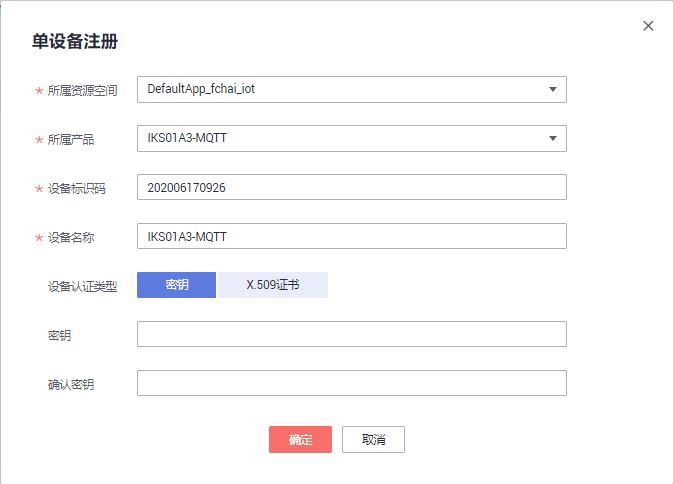 单设备注册
* 所属资源空间 DefaultApp_fchai_iot
* 所属产品 IKS01A3-MQTT
* 设备标识码 202006170926
* 设备名称 IKS01A3-MQTT
设备认证类型 密钥 X.509证书
密钥
确认密钥
确定 取消